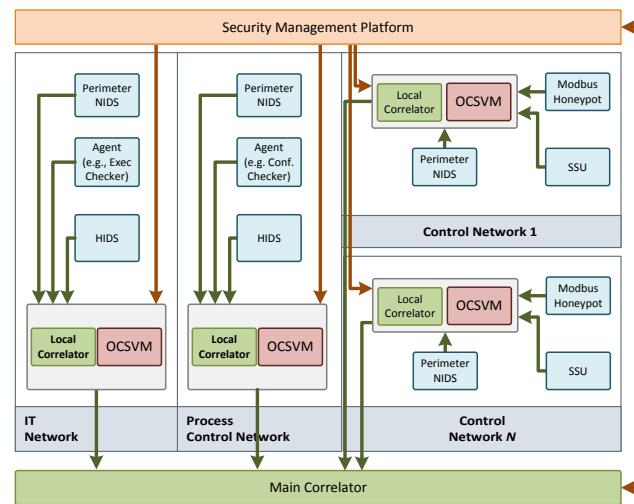 Security Management Platform
Perimeter
NIDS
Agent
(e.g., Exec
Checker)
HIDS
Local
Correlator
OCSVM
IT
Network
Perimeter
NIDS
Agent
(e.g. Conf.
Checker)
HIDS
Local
Correlator
OCSVM
Process
Control Network
Local
Correlator
OCSVM
Modbus
Honeypot
Perimeter
NIDS
SSU
Control Network 1
Local
Correlator
OCSVM
Modbus
Honeypot
Perimeter
NIDS
SSU
Control
Network N
Main Correlator